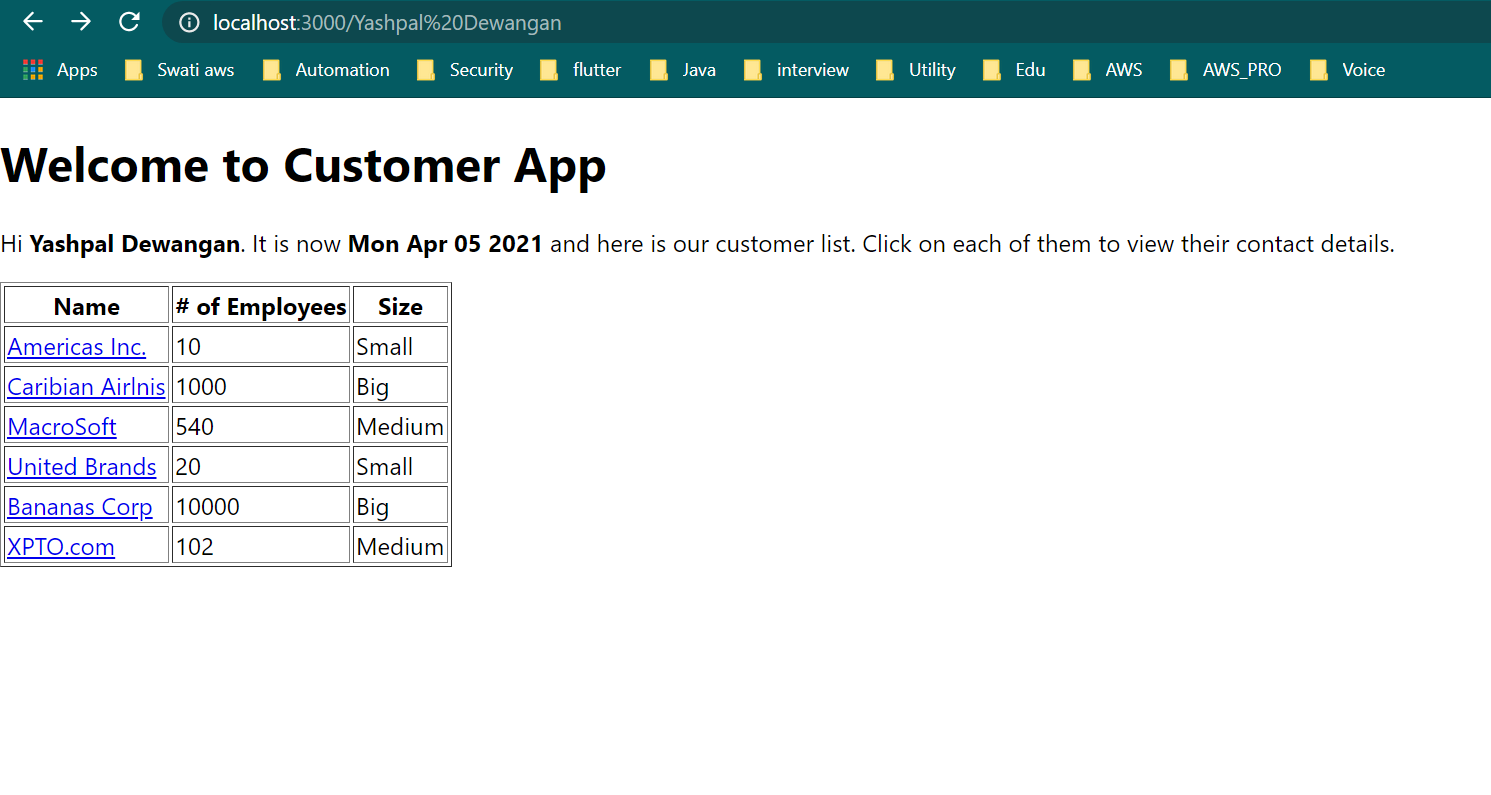 localhost:3000/Yashpal%20Dewangan
Apps Swati aws Automation Security flutter Java interview Utility Edu AWS AWS_PRO Voice
Welcome to Customer App
Hi Yashpal Dewangan. It is now Mon Apr 05 2021 and here is our customer list. Click on each of them to view their contact details.
Name # of Employees Size
Americas Inc. 10 Small
Caribian Airlnis 1000 Big
MacroSoft 540 Medium
United Brands 20 Small
Bananas Corp 10000 Big
XPTO.com 102 Medium